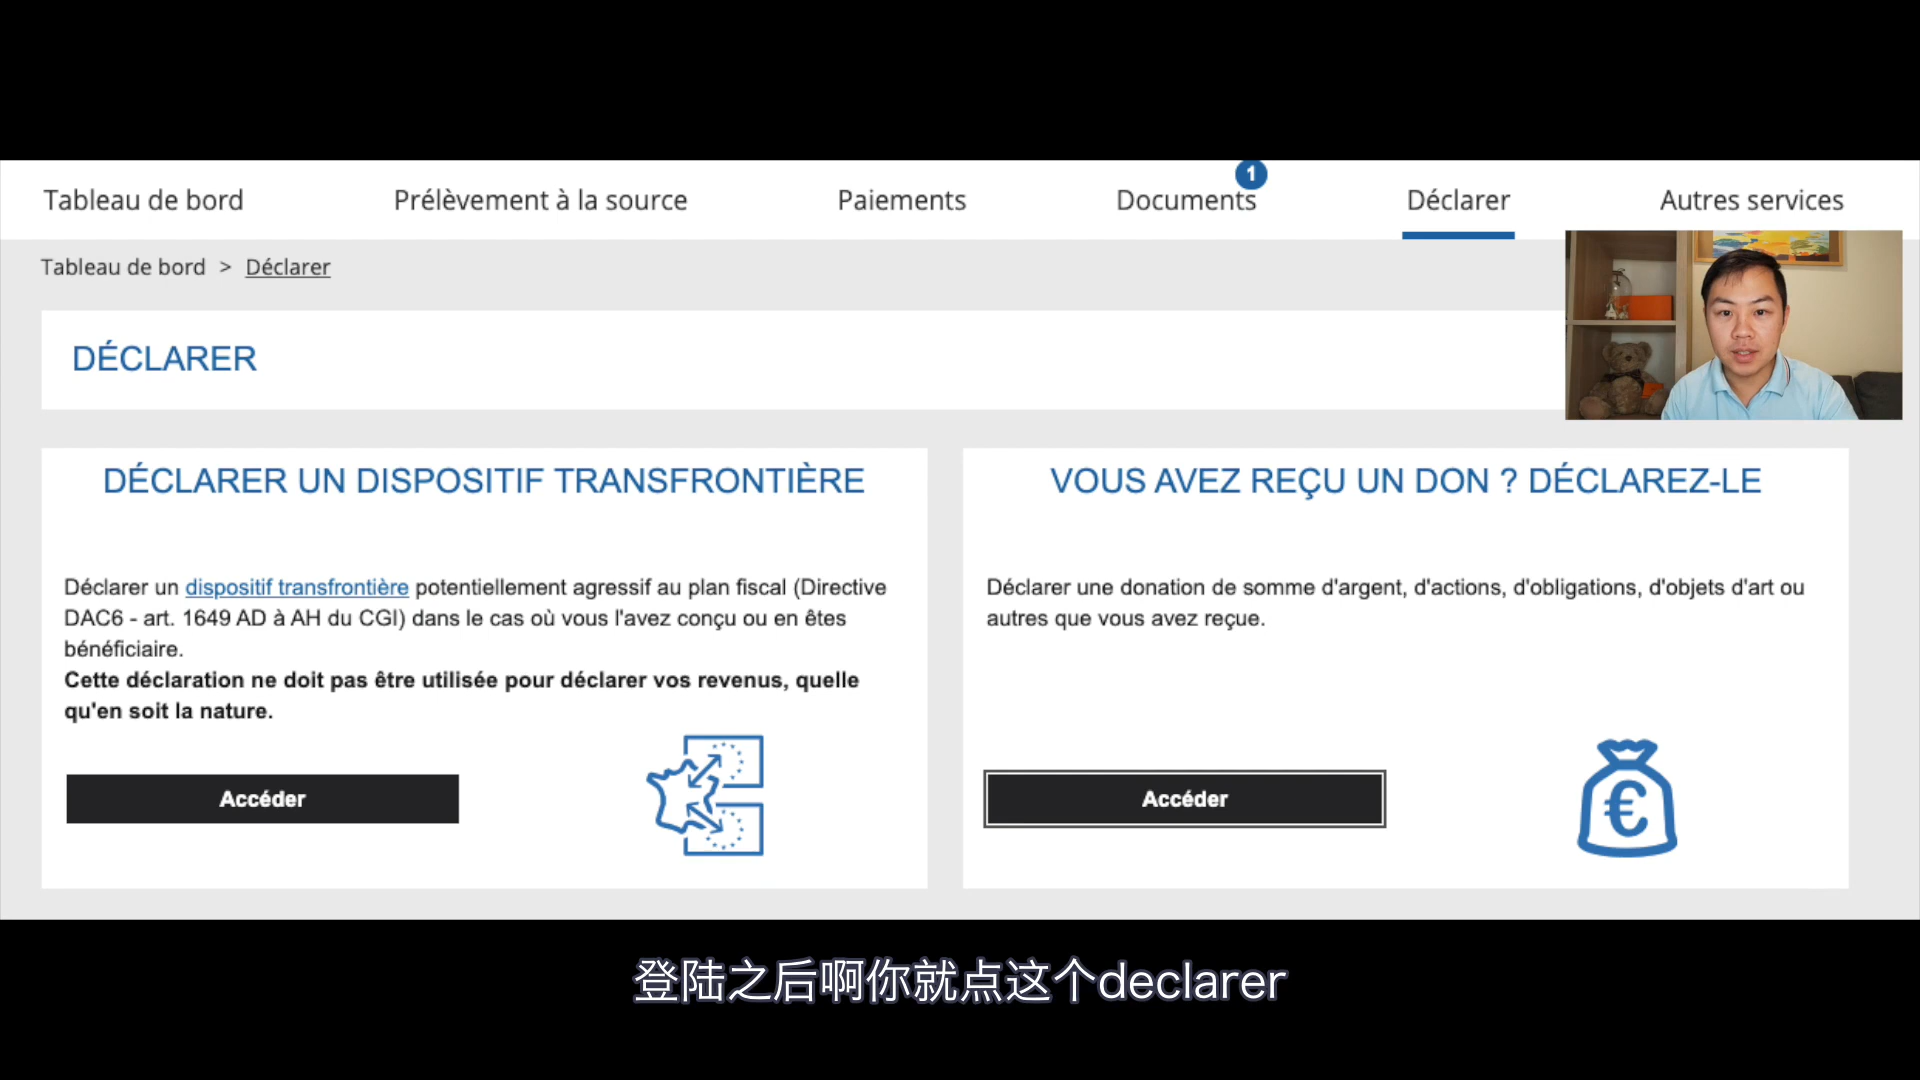 1
Tableau de bord
Prélèvement à la source
Paiements
Documents
Déclarer
Autres services
Tableau de bord > Déclarer
DÉCLARER
DÉCLARER UN DISPOSITIF TRANSFRONTIÈRE
Déclarer un dispositif transfrontière potentiellement agressif au plan fiscal (Directive
DAC6 - art. 1649 AD à AH du CGI) dans le cas où vous l'avez conçu ou en êtes
bénéficiaire.
Cette déclaration ne doit pas être utilisée pour déclarer vos revenus, quelle
qu'en soit la nature.
Accéder
VOUS AVEZ REÇU UN DON ? DÉCLAREZ-LE
Déclarer une donation de somme d'argent, d'actions, d'obligations, d'objets d'art ou
autres que vous avez reçue.
Accéder
€
登陆之后啊你就点这个declarer